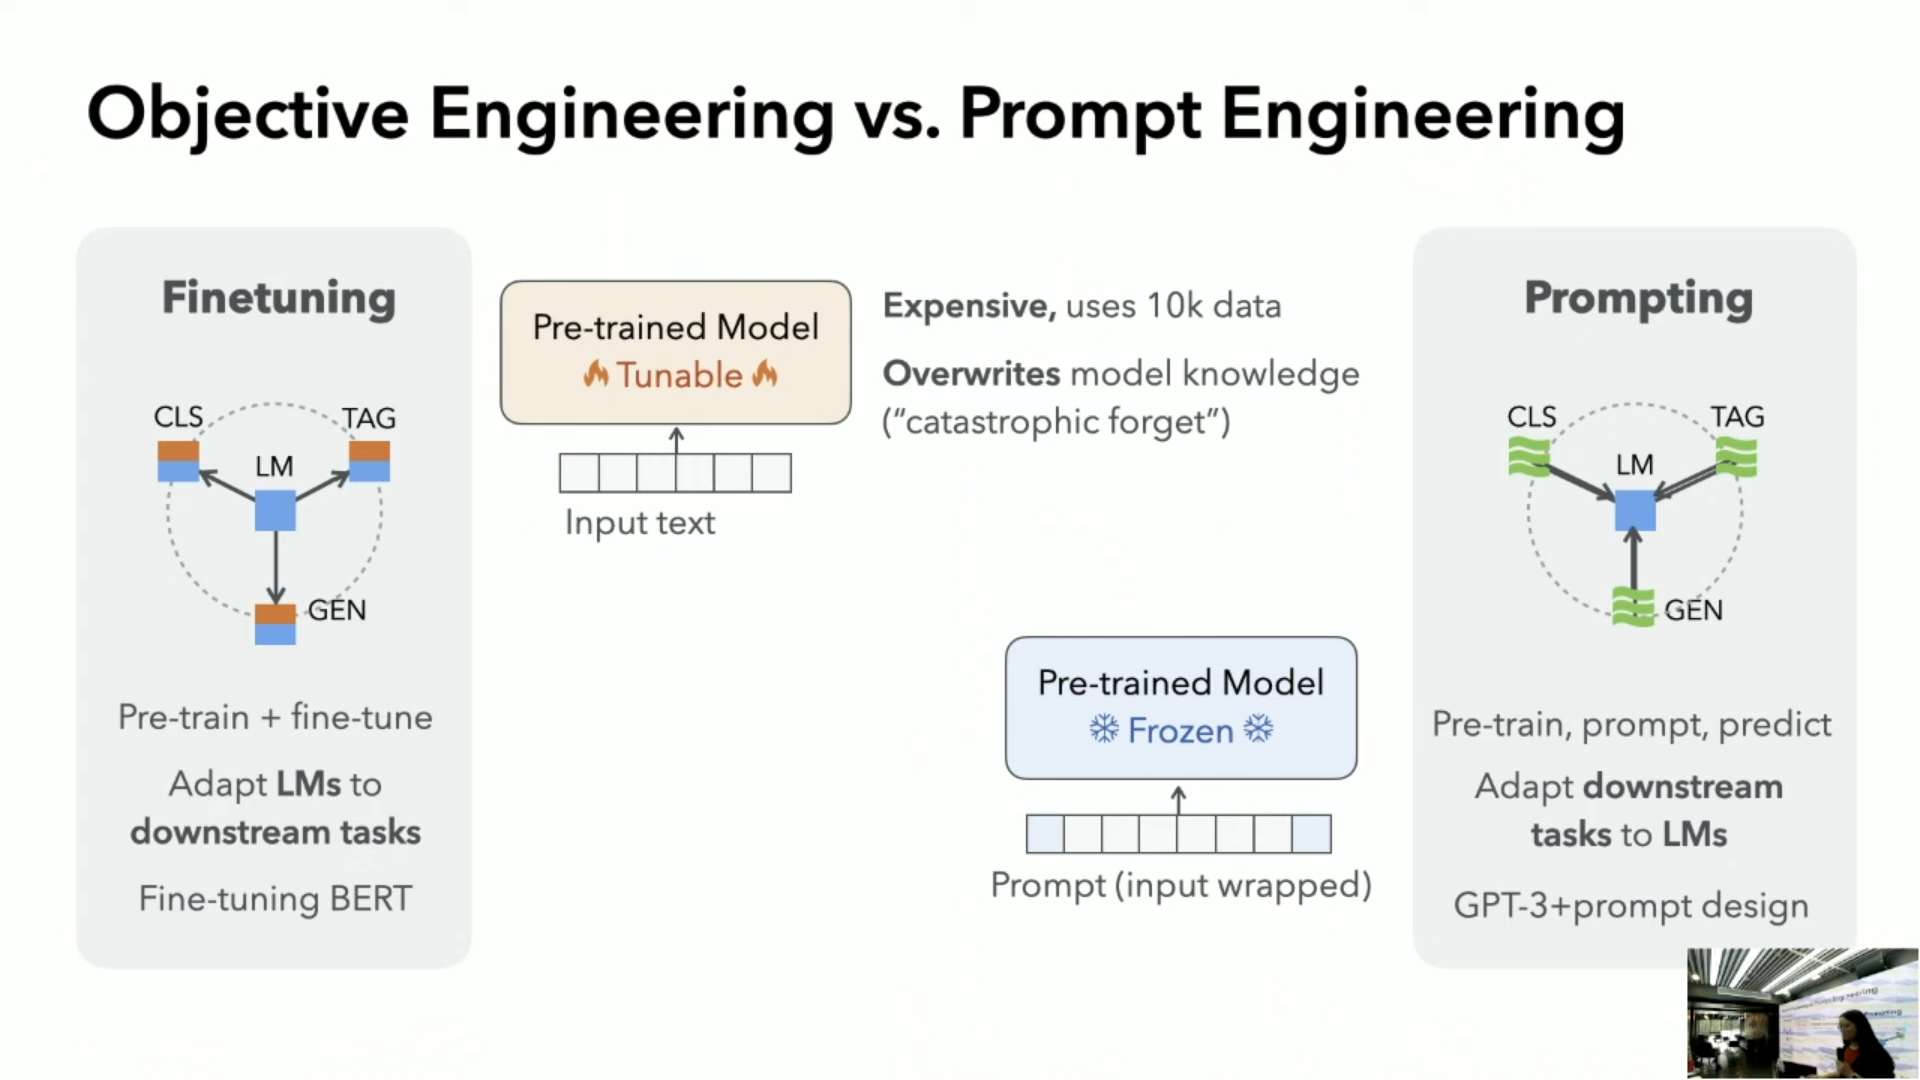 Objective Engineering vs. Prompt Engineering
Finetuning
CLS
TAG
LM
GEN
Pre-train + fine-tune
Adapt LMs to
downstream tasks
Fine-tuning BERT
Pre-trained Model
Tunable
Input text
Expensive, uses 10k data
Overwrites model knowledge
(“catastrophic forget”)
Pre-trained Model
Frozen
Prompt (input wrapped)
Prompting
CLS
TAG
LM
GEN
Pre-train, prompt, predict
Adapt downstream
tasks to LMs
GPT-3+prompt design